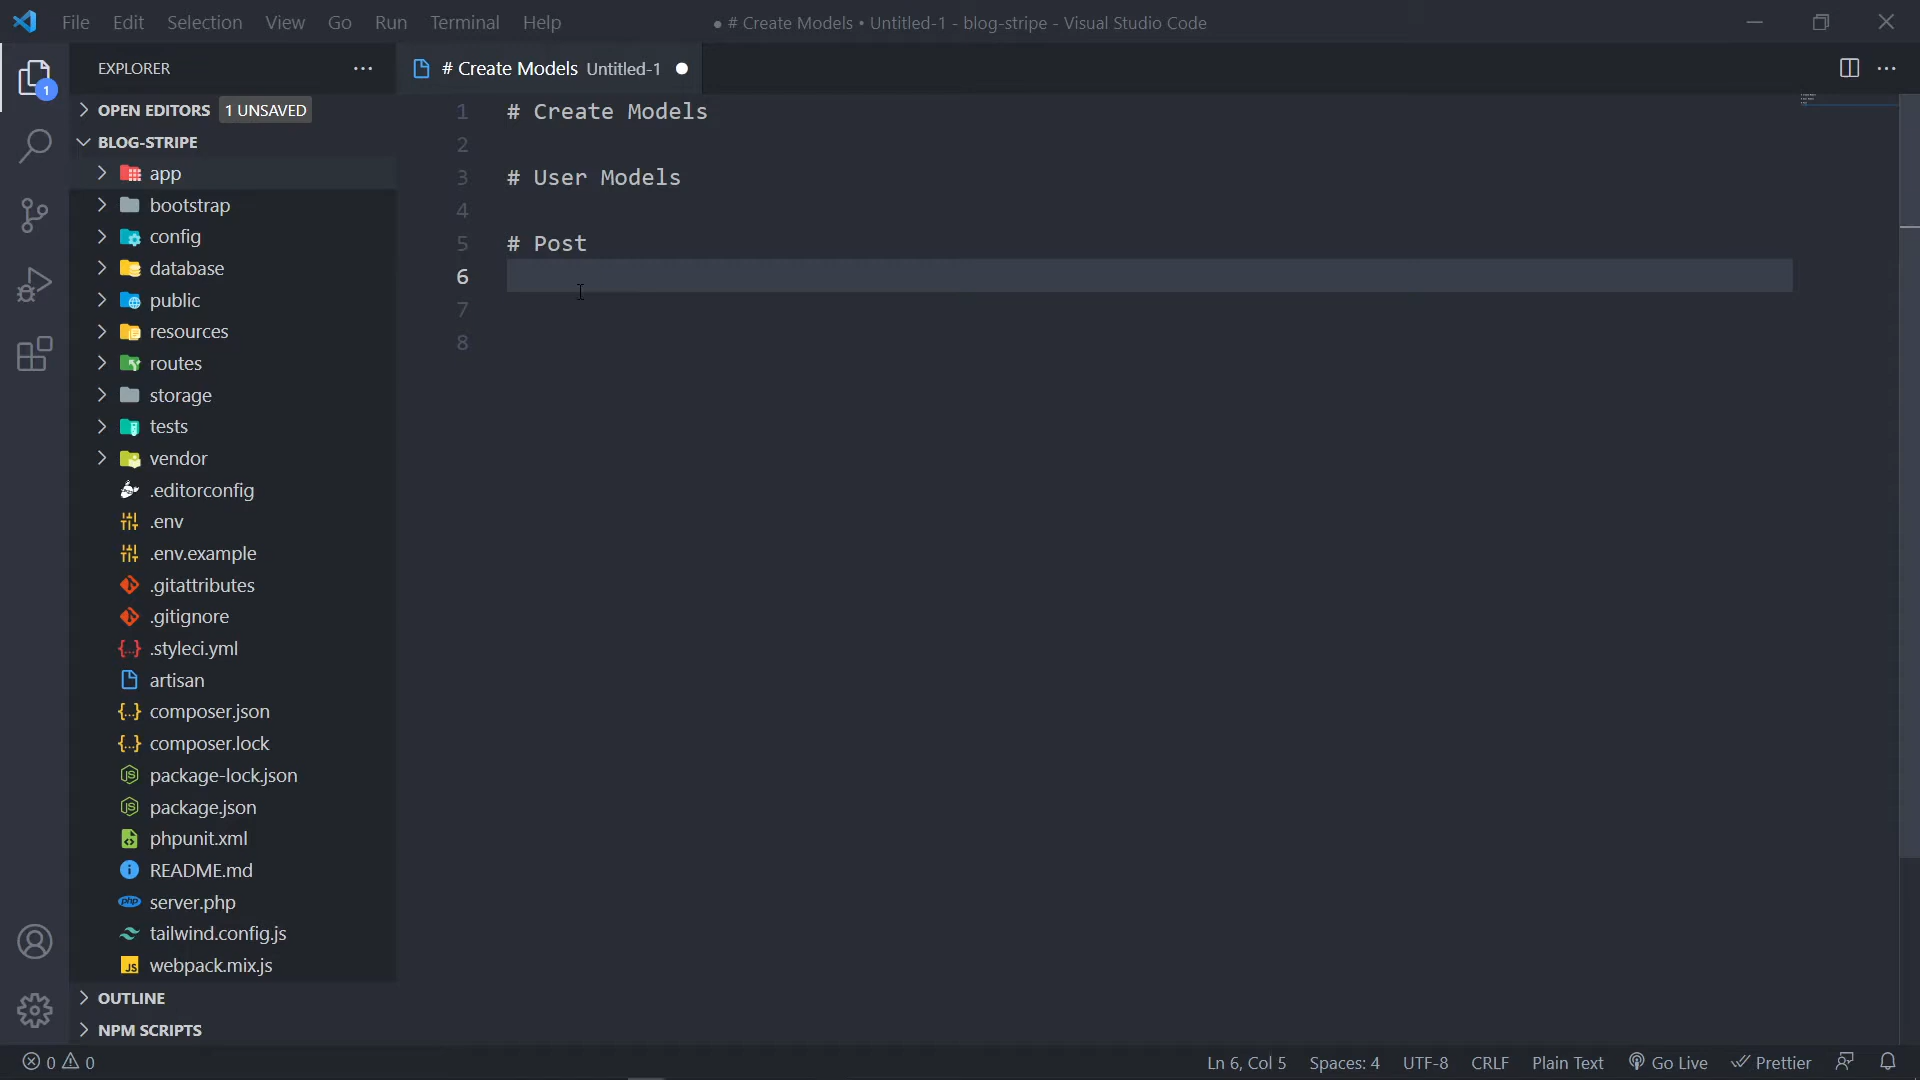 File Edit Selection View Go Run Terminal Help
● # Create Models • Untitled-1 - blog-stripe - Visual Studio Code
EXPLORER
# Create Models Untitled-1
1
OPEN EDITORS 1 UNSAVED
BLOG-STRIPE
app
bootstrap
config
database
public
resources
routes
storage
tests
vendor
.editorconfig
.env
.env.example
.gitattributes
.gitignore
.styleci.yml
artisan
composer.json
composer.lock
package-lock.json
package.json
phpunit.xml
README.md
server.php
tailwind.config.js
webpack.mix.js
OUTLINE
NPM SCRIPTS
1 # Create Models
2
3 # User Models
4
5 # Post
6
7
8
0 0 Ln 6, Col 5 Spaces: 4 UTF-8 CRLF Plain Text Go Live Prettier